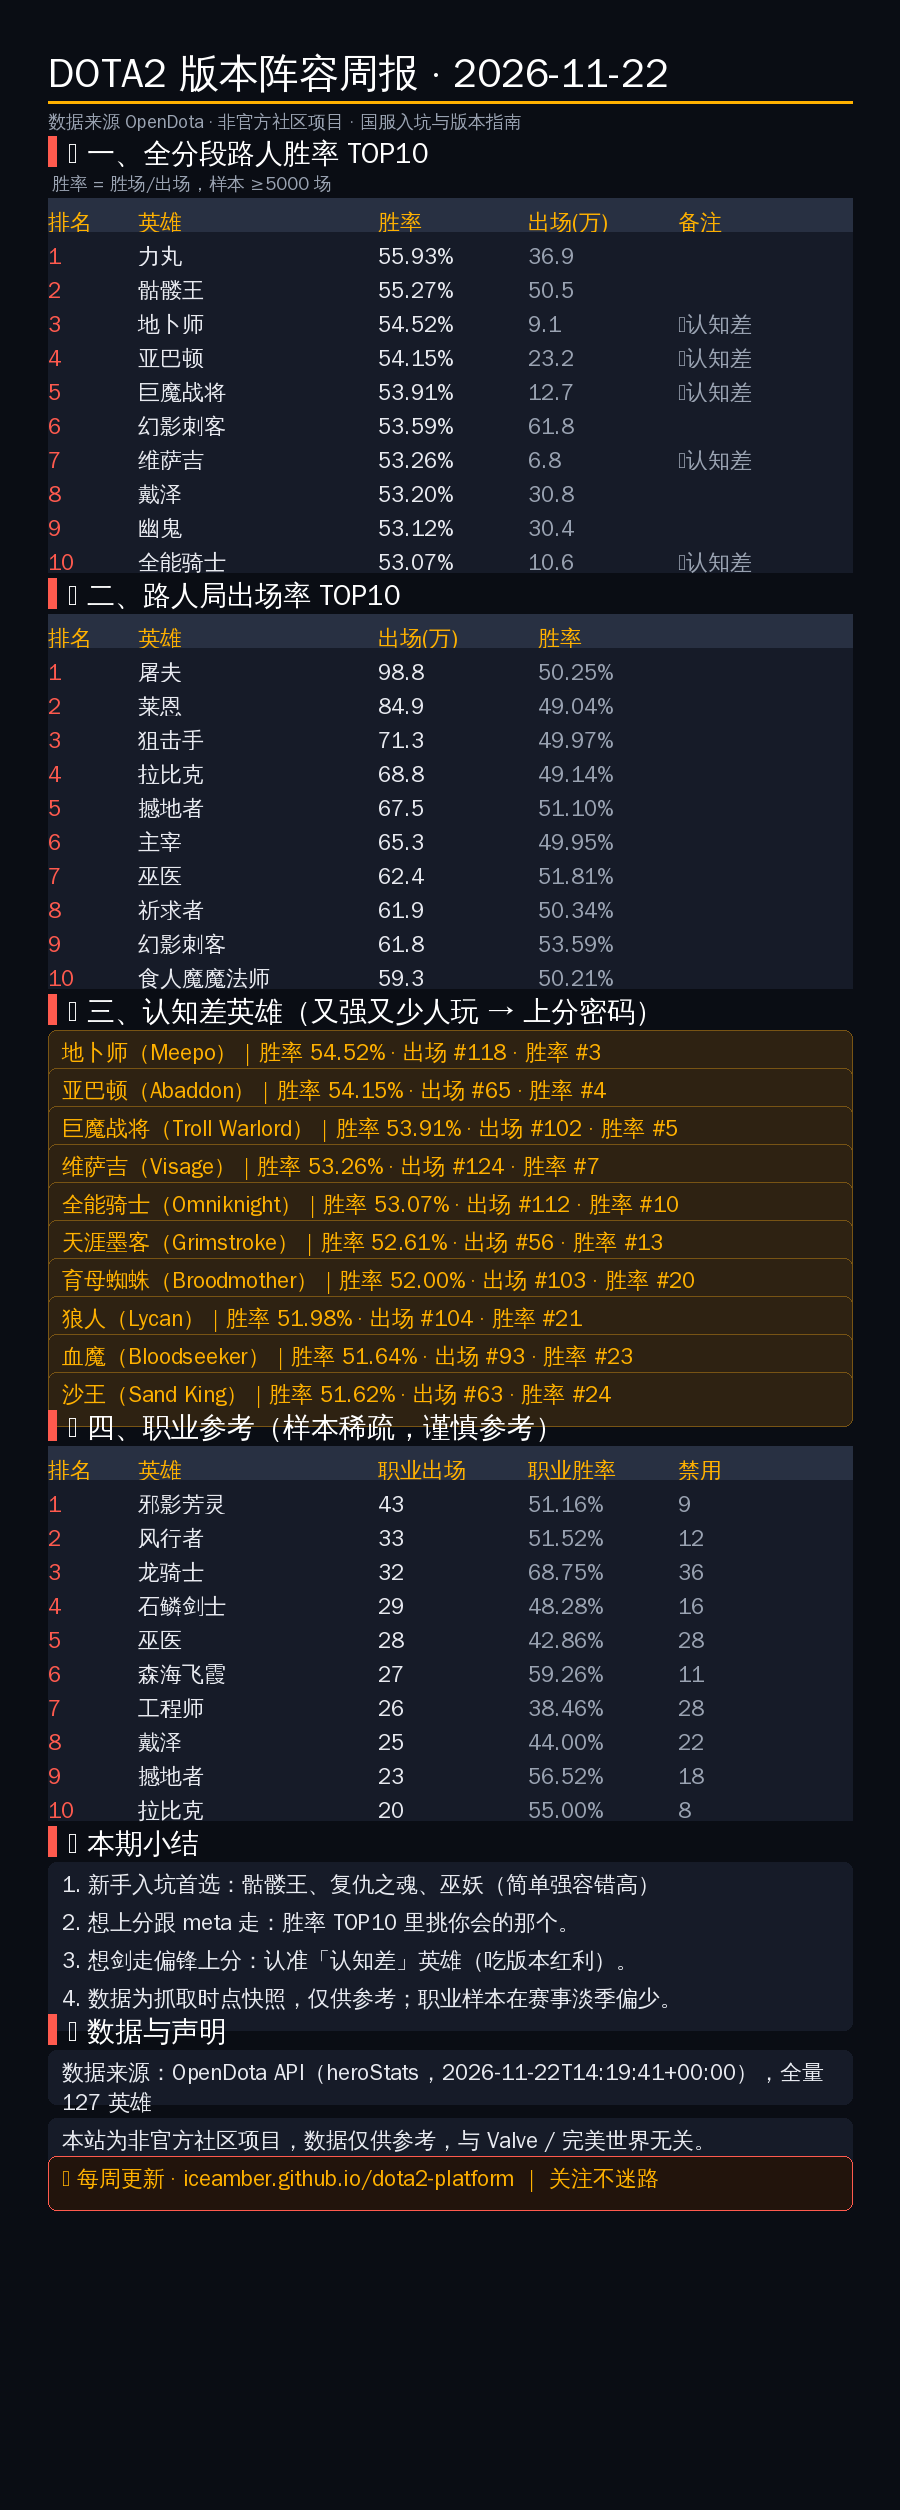 DOTA2 版本阵容周报 · 2026-11-22
数据来源 OpenDota · 非官方社区项目 · 国服入坑与版本指南
一、全分段路人胜率 TOP10
胜率 = 胜场/出场，样本 ≥5000 场
排名 英雄 胜率 出场(万) 备注
1 力丸 55.93% 36.9
2 骷髅王 55.27% 50.5
3 地卜师 54.52% 9.1 认知差
4 亚巴顿 54.15% 23.2 认知差
5 巨魔战将 53.91% 12.7 认知差
6 幻影刺客 53.59% 61.8
7 维萨吉 53.26% 6.8 认知差
8 戴泽 53.20% 30.8
9 幽鬼 53.12% 30.4
10 全能骑士 53.07% 10.6 认知差
二、路人局出场率 TOP10
排名 英雄 出场(万) 胜率
1 屠夫 98.8 50.25%
2 莱恩 84.9 49.04%
3 狙击手 71.3 49.97%
4 拉比克 68.8 49.14%
5 撼地者 67.5 51.10%
6 主宰 65.3 49.95%
7 巫医 62.4 51.81%
8 祈求者 61.9 50.34%
9 幻影刺客 61.8 53.59%
10 食人魔魔法师 59.3 50.21%
三、认知差英雄（又强又少人玩 → 上分密码）
地卜师（Meepo）｜胜率 54.52% · 出场 #118 · 胜率 #3
亚巴顿（Abaddon）｜胜率 54.15% · 出场 #65 · 胜率 #4
巨魔战将（Troll Warlord）｜胜率 53.91% · 出场 #102 · 胜率 #5
维萨吉（Visage）｜胜率 53.26% · 出场 #124 · 胜率 #7
全能骑士（Omniknight）｜胜率 53.07% · 出场 #112 · 胜率 #10
天涯墨客（Grimstroke）｜胜率 52.61% · 出场 #56 · 胜率 #13
育母蜘蛛（Broodmother）｜胜率 52.00% · 出场 #103 · 胜率 #20
狼人（Lycan）｜胜率 51.98% · 出场 #104 · 胜率 #21
血魔（Bloodseeker）｜胜率 51.64% · 出场 #93 · 胜率 #23
沙王（Sand King）｜胜率 51.62% · 出场 #63 · 胜率 #24
四、职业参考（样本稀疏，谨慎参考）
排名 英雄 职业出场 职业胜率 禁用
1 邪影芳灵 43 51.16% 9
2 风行者 33 51.52% 12
3 龙骑士 32 68.75% 36
4 石鳞剑士 29 48.28% 16
5 巫医 28 42.86% 28
6 森海飞霞 27 59.26% 11
7 工程师 26 38.46% 28
8 戴泽 25 44.00% 22
9 撼地者 23 56.52% 18
10 拉比克 20 55.00% 8
本期小结
1. 新手入坑首选：骷髅王、复仇之魂、巫妖（简单强容错高）
2. 想上分跟 meta 走：胜率 TOP10 里挑你会的那个。
3. 想剑走偏锋上分：认准「认知差」英雄（吃版本红利）。
4. 数据为抓取时点快照，仅供参考；职业样本在赛事淡季偏少。
数据与声明
数据来源：OpenDota API（heroStats，2026-11-22T14:19:41+00:00），全量
127 英雄
本站为非官方社区项目，数据仅供参考，与 Valve / 完美世界无关。
每周更新 · iceamber.github.io/dota2-platform ｜ 关注不迷路